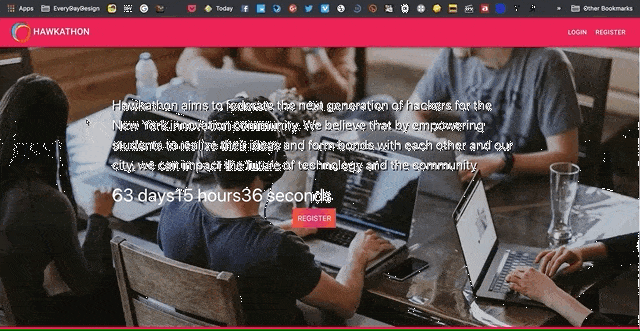 Apps EveryDayDesign Today » Other Bookmarks
HAWKATHON LOGIN REGISTER
Hawkathon aims to federate the next generation of hackers for the
New York innovation community. We believe that by empowering
students to realize their ideas and form bonds with each other and our
city, we can impact the future of technology and the community.
63 days15 hours36 seconds
REGISTER